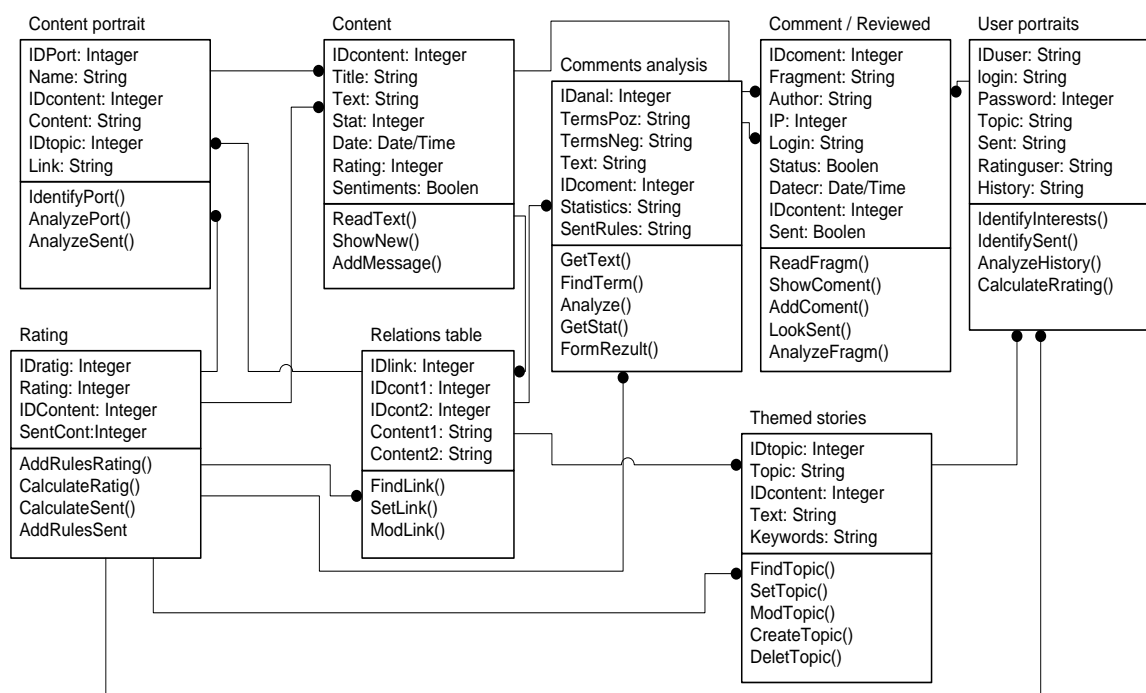 Content portrait
IDPort: Intager
Name: String
IDcontent: Integer
Content: String
IDtopic: Integer
Link: String
IdentifyPort()
AnalyzePort()
AnalyzeSent()
Content
IDcontent: Integer
Title: String
Text: String
Stat: Integer
Date: Date/Time
Rating: Integer
Sentiments: Boolen
ReadText()
ShowNew()
AddMessage()
Comments analysis
IDanal: Integer
TermsPoz: String
TermsNeg: String
Text: String
IDcoment: Integer
Statistics: String
SentRules: String
GetText()
FindTerm()
Analyze()
GetStat()
FormRezult()
Comment / Reviewed
IDcoment: Integer
Fragment: String
Author: String
IP: Integer
Login: String
Status: Boolen
Datecr: Date/Time
IDcontent: Integer
Sent: Boolen
ReadFragm()
ShowComent()
AddComent()
LookSent()
AnalyzeFragm()
User portraits
IDuser: String
login: String
Password: Integer
Topic: String
Sent: String
Ratinguser: String
History: String
IdentifyInterests()
IdentifySent()
AnalyzeHistory()
CalculateRrating()
Rating
IDratig: Integer
Rating: Integer
IDContent: Integer
SentCont:Integer
AddRulesRating()
CalculateRatig()
CalculateSent()
AddRulesSent
Relations table
IDlink: Integer
IDcont1: Integer
IDcont2: Integer
Content1: String
Content2: String
FindLink()
SetLink()
ModLink()
Themed stories
IDtopic: Integer
Topic: String
IDcontent: Integer
Text: String
Keywords: String
FindTopic()
SetTopic()
ModTopic()
CreateTopic()
DeletTopic()